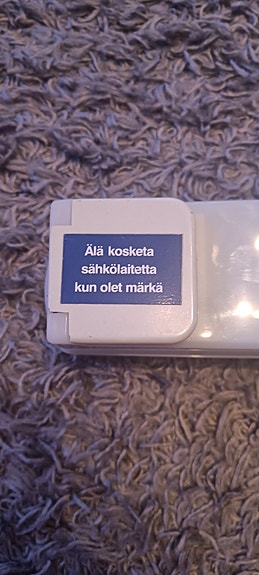 Älä kosketa
sähkölaitetta
kun olet märkä